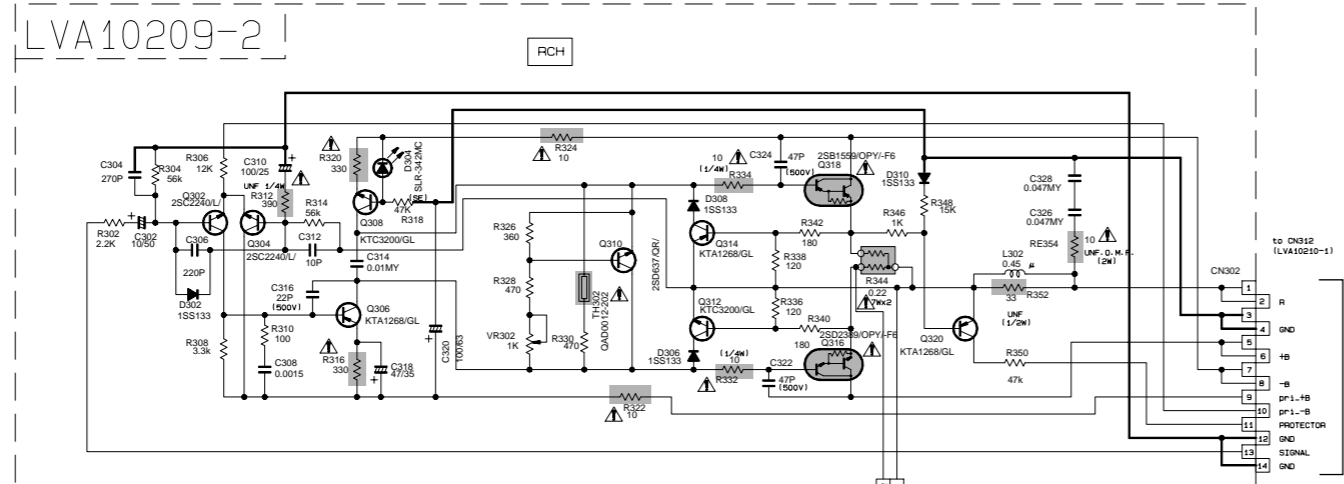 LVA10209-2
RCH
C304
270P
R304
56k
R306
12K
C310
100/25
UNF 1/4W
R312
390
R320
330
D304
SLR-342MC
(SE)
R324
10
Q302
2SC2240/L/
R302
2.2K
C302
10/50
C306
220P
D302
1SS133
Q304
2SC2240/L/
R314
56k
C312
10P
Q308
KTC3200/GL
47K
R318
C314
0.01MY
C316
22P
(500V)
Q306
KTA1268/GL
R308
3.3k
R310
100
C308
0.0015
R316
330
C318
47/35
C320
100/63
R326
360
R328
470
VR302
1K
R330
470
TH302
QAD0012-202
Q310
2SD637/QR/
R322
10
10
(1/4W)
R334
C324
47P
(500V)
2SB1559/OPY/-F6
Q318
D308
1SS133
Q314
KTA1268/GL
R342
180
R338
120
R336
120
Q312
KTC3200/GL
R340
180
D306
1SS133
(1/4W)
10
R332
C322
47P
(500V)
2SD2389/OPY/-F6
Q316
R346
1K
R344
0.22
7Wx2
D310
1SS133
R348
15K
Q320
KTA1268/GL
L302
0.45 μ
33
R352
UNF
(1/2W)
R350
47k
C328
0.047MY
C326
0.047MY
RE354
10
UNF.O.M.F.
(2W)
to CN312
(LVA10210-1)
CN302
1
2 R
3
4 GND
5
6 +B
7
8 -B
9 pri.+B
10 pri.-B
11 PROTECTOR
12 GND
13 SIGNAL
14 GND